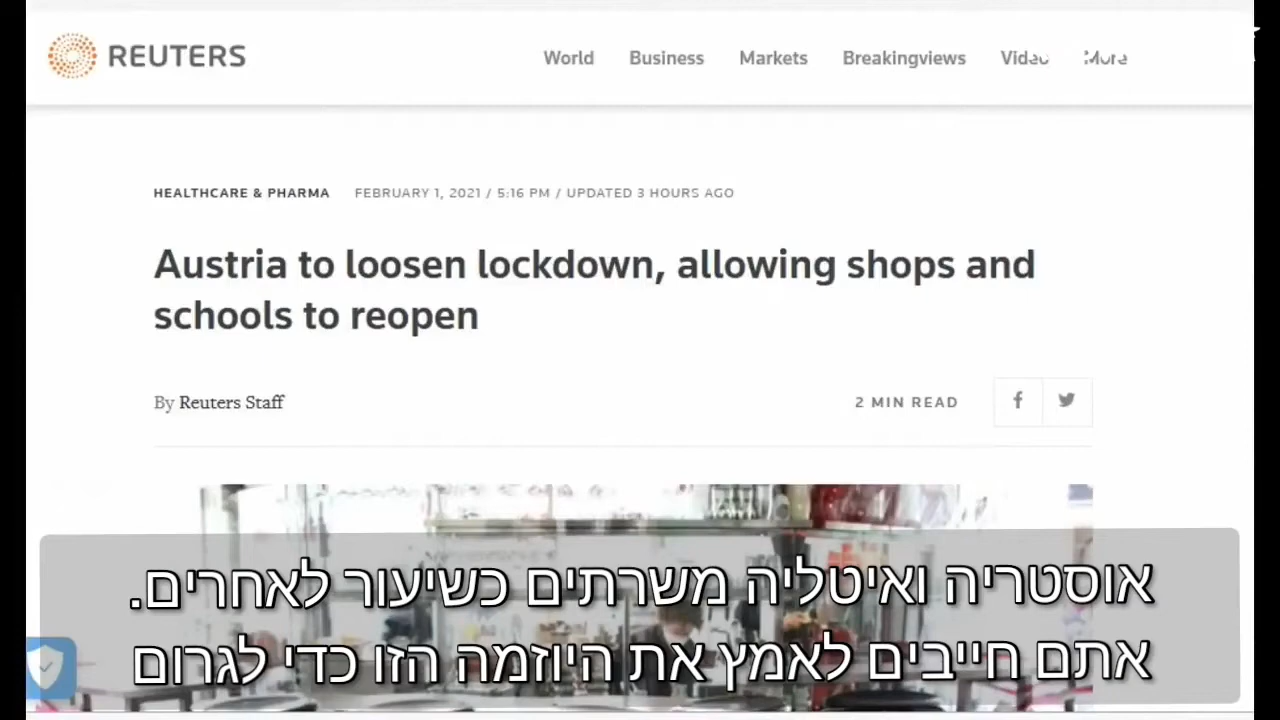 REUTERS
World Business Markets Breakingviews Video More
HEALTHCARE & PHARMA FEBRUARY 1, 2021 / 5:16 PM / UPDATED 3 HOURS AGO
Austria to loosen lockdown, allowing shops and
schools to reopen
By Reuters Staff
2 MIN READ
אוסטריה ואיטליה משרתים כשיעור לאחרים.
אתם חייבים לאמץ את היוזמה הזו כדי לגרום